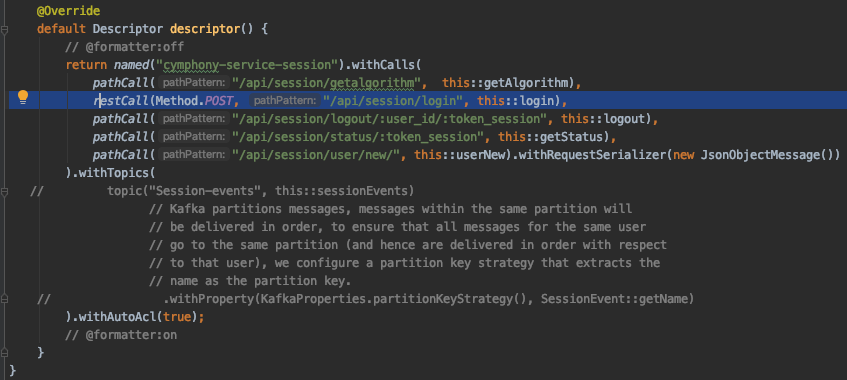 @Override
default Descriptor descriptor() {
// @formatter:off
return named("cymphony-service-session").withCalls(
pathCall( pathPattern: "/api/session/getalgorithm",  this::getAlgorithm),
restCall(Method.POST,  pathPattern: "/api/session/login", this::login),
pathCall( pathPattern: "/api/session/logout/:user_id/:token_session", this::logout),
pathCall( pathPattern: "/api/session/status/:token_session", this::getStatus),
pathCall( pathPattern: "/api/session/user/new/", this::userNew).withRequestSerializer(new JsonObjectMessage())
).withTopics(
//        topic("Session-events", this::sessionEvents)
// Kafka partitions messages, messages within the same partition will
// be delivered in order, to ensure that all messages for the same user
// go to the same partition (and hence are delivered in order with respect
// to that user), we configure a partition key strategy that extracts the
// name as the partition key.
//                .withProperty(KafkaProperties.partitionKeyStrategy(), SessionEvent::getName)
).withAutoAcl(true);
// @formatter:on
}
}